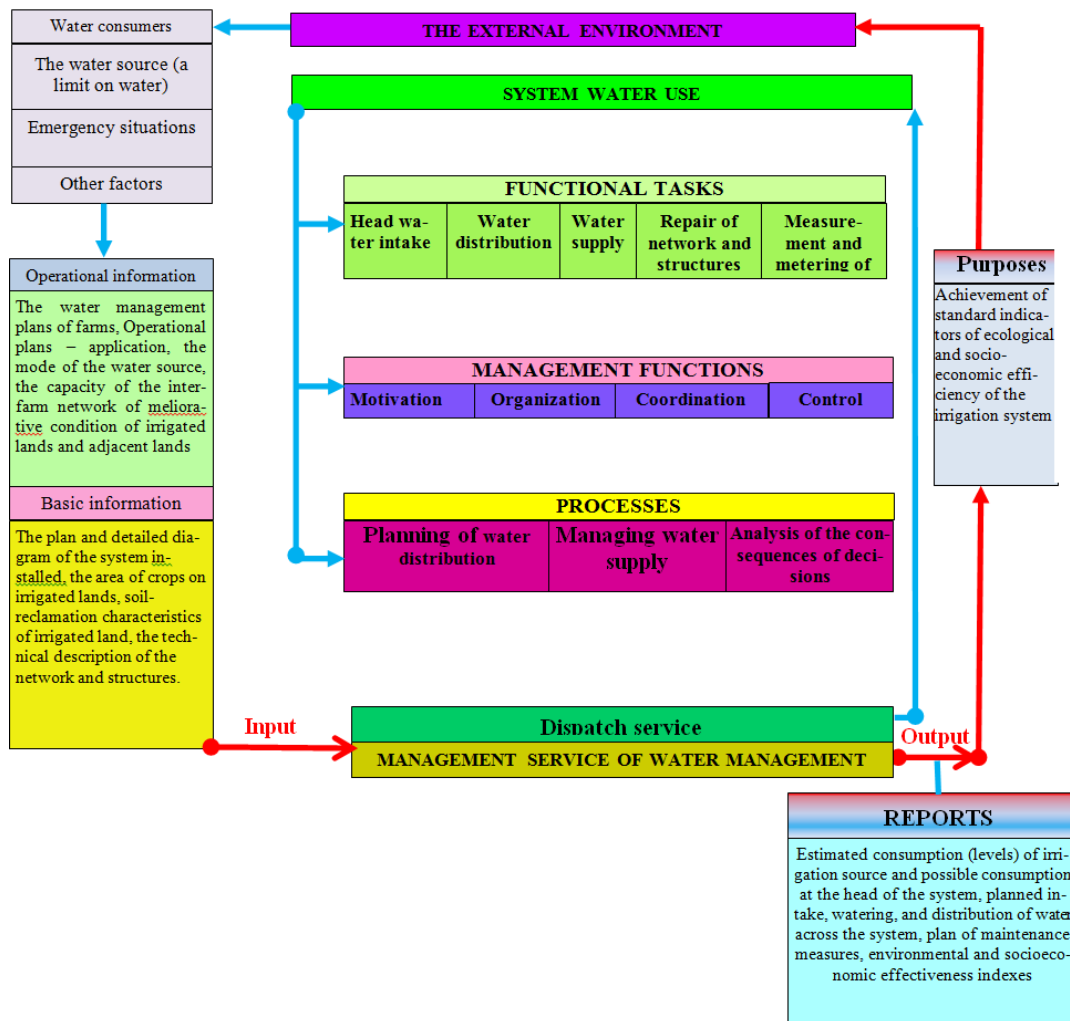 Water consumers
The water source (a
limit on water)
Emergency situations
Other factors
THE EXTERNAL ENVIRONMENT
SYSTEM WATER USE
FUNCTIONAL TASKS
Head wa-
ter intake
Water
distribution
Water
supply
Repair of
network and
structures
Measure-
ment and
metering of
MANAGEMENT FUNCTIONS
Motivation
Organization
Coordination
Control
PROCESSES
Planning of water
distribution
Managing water
supply
Analysis of the con-
sequences of deci-
sions
Operational information
The water management
plans of farms, Operational
plans – application, the
mode of the water source,
the capacity of the inter-
farm network of meliora-
tive condition of irrigated
lands and adjacent lands
Basic information
The plan and detailed dia-
gram of the system in-
stalled, the area of crops on
irrigated lands, soil-
reclamation characteristics
of irrigated land, the tech-
nical description of the
network and structures.
Input
Dispatch service
MANAGEMENT SERVICE OF WATER MANAGEMENT
Output
Purposes
Achievement of
standard indica-
tors of ecological
and socio-
economic effi-
ciency of the
irrigation system
REPORTS
Estimated consumption (levels) of irri-
gation source and possible consumption
at the head of the system, planned in-
take, watering, and distribution of water
across the system, plan of maintenance
measures, environmental and socioeco-
nomic effectiveness indexes